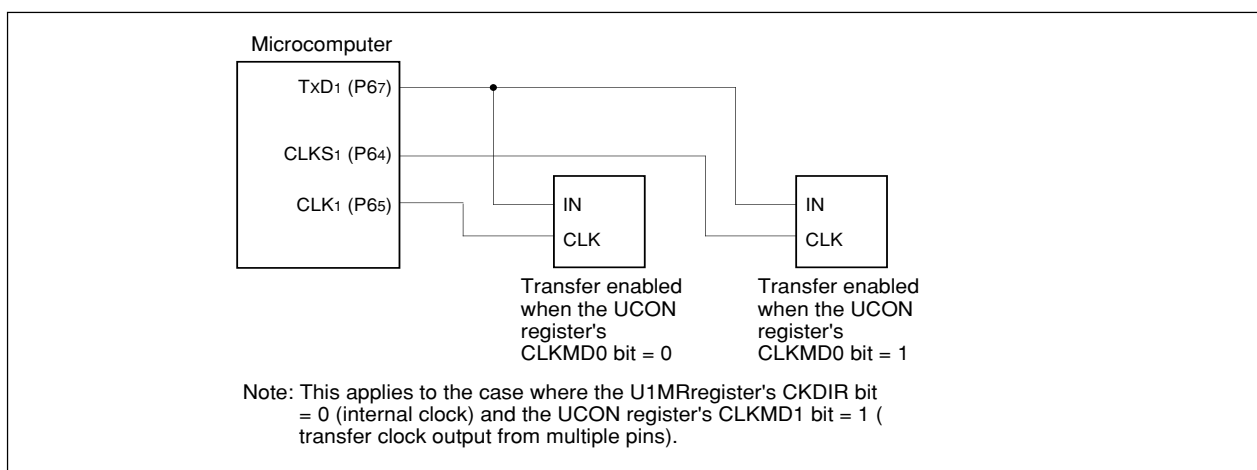 Microcomputer
TxD1 (P67)
CLKS1 (P64)
CLK1 (P65)
IN
CLK
IN
CLK
Transfer enabled
when the UCON
register's
CLKMD0 bit = 0
Transfer enabled
when the UCON
register's
CLKMD0 bit = 1
Note: This applies to the case where the U1MRregister's CKDIR bit
= 0 (internal clock) and the UCON register's CLKMD1 bit = 1 (
transfer clock output from multiple pins).